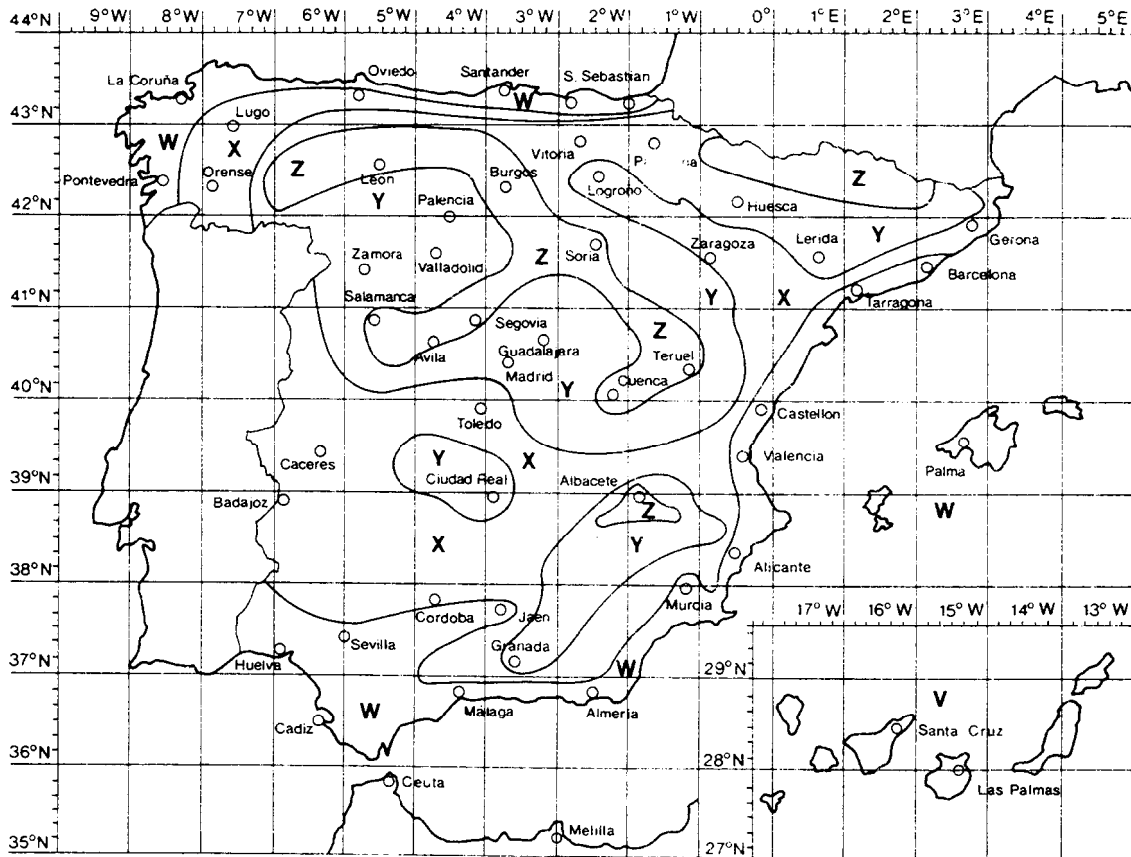 44°N 9°W 8°W 7°W 6°W 5°W 4°W 3°W 2°W 1°W 0° 1°E 2°E 3°E 4°E 5°E
La Coruña
Oviedo
Santander
S. Sebastian
W
43°N
Lugo
W
X
Vitoria
Z
Orense
Pontevedra
León
Burgos
Logroño
Z
Y
Palencia
Huesca
42°N
Y
Gerona
Zamora
Valladolid
Z
Soria
Zaragoza
Lerida
Barcelona
41°N
Salamanca
Y
X
Tarragona
Segovia
Z
Avila
Guadalajara
Teruel
Madrid
Cuenca
40°N
Y
Toledo
Castellon
Caceres
Y
X
Valencia
Palma
39°N
Ciudad Real
Albacete
Badajoz
Z
W
X
Y
Alicante
38°N
Cordoba
Jaen
Murcia
17°W 16°W 15°W 14°W 13°W
Sevilla
Granada
37°N
Huelva
W
29°N
W
Málaga
Almería
V
Cadiz
Santa Cruz
36°N
28°N
Ceuta
Las Palmas
Melilla
35°N
27°N